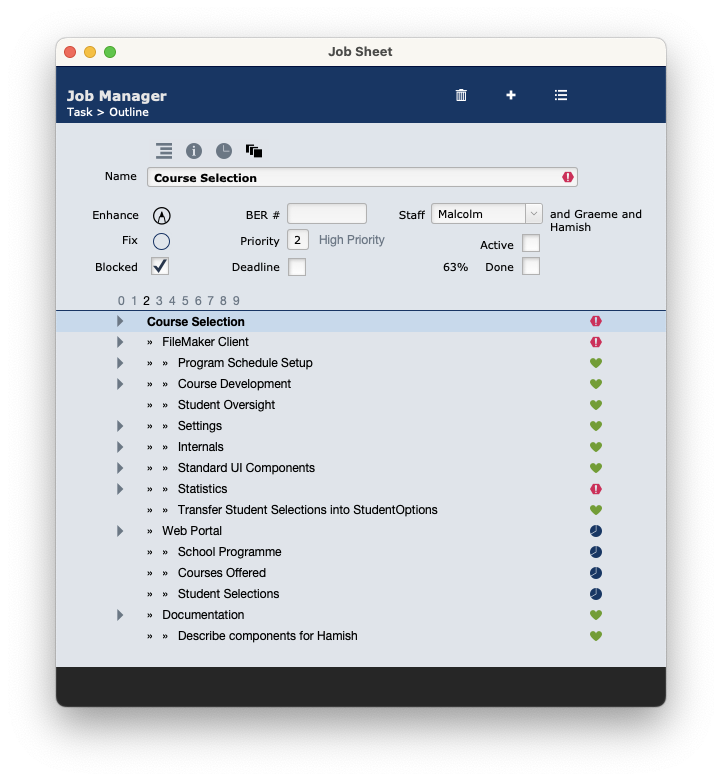 Job Sheet
Job Manager
Task > Outline
Name Course Selection
Enhance BER # Staff Malcolm and Graeme and
Hamish
Fix Priority 2 High Priority Active
Blocked Deadline 63% Done
0 1 2 3 4 5 6 7 8 9
Course Selection
» FileMaker Client
» » Program Schedule Setup
» » Course Development
» » Student Oversight
» » Settings
» » Internals
» » Standard UI Components
» » Statistics
» » Transfer Student Selections into StudentOptions
» Web Portal
» » School Programme
» » Courses Offered
» » Student Selections
» Documentation
» » Describe components for Hamish